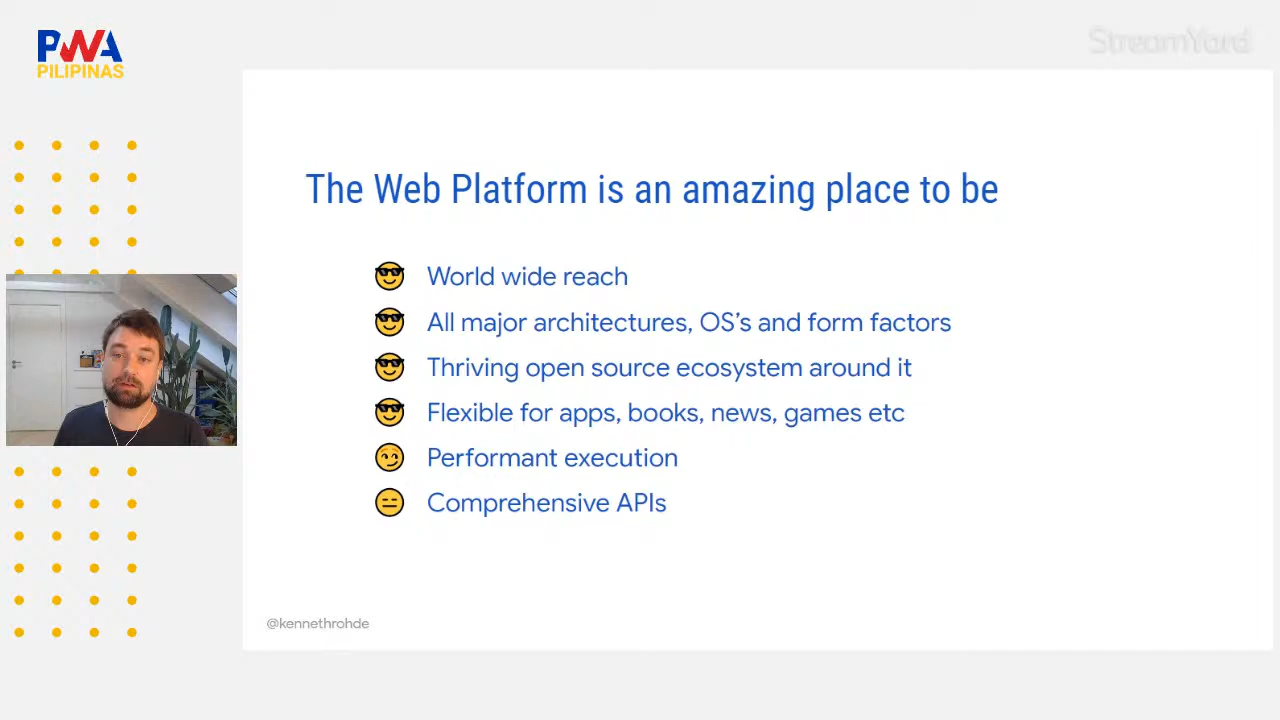 PWA
PILIPINAS
StreamYard
The Web Platform is an amazing place to be
World wide reach
All major architectures, OS’s and form factors
Thriving open source ecosystem around it
Flexible for apps, books, news, games etc
Performant execution
Comprehensive APIs
@kennethrohde